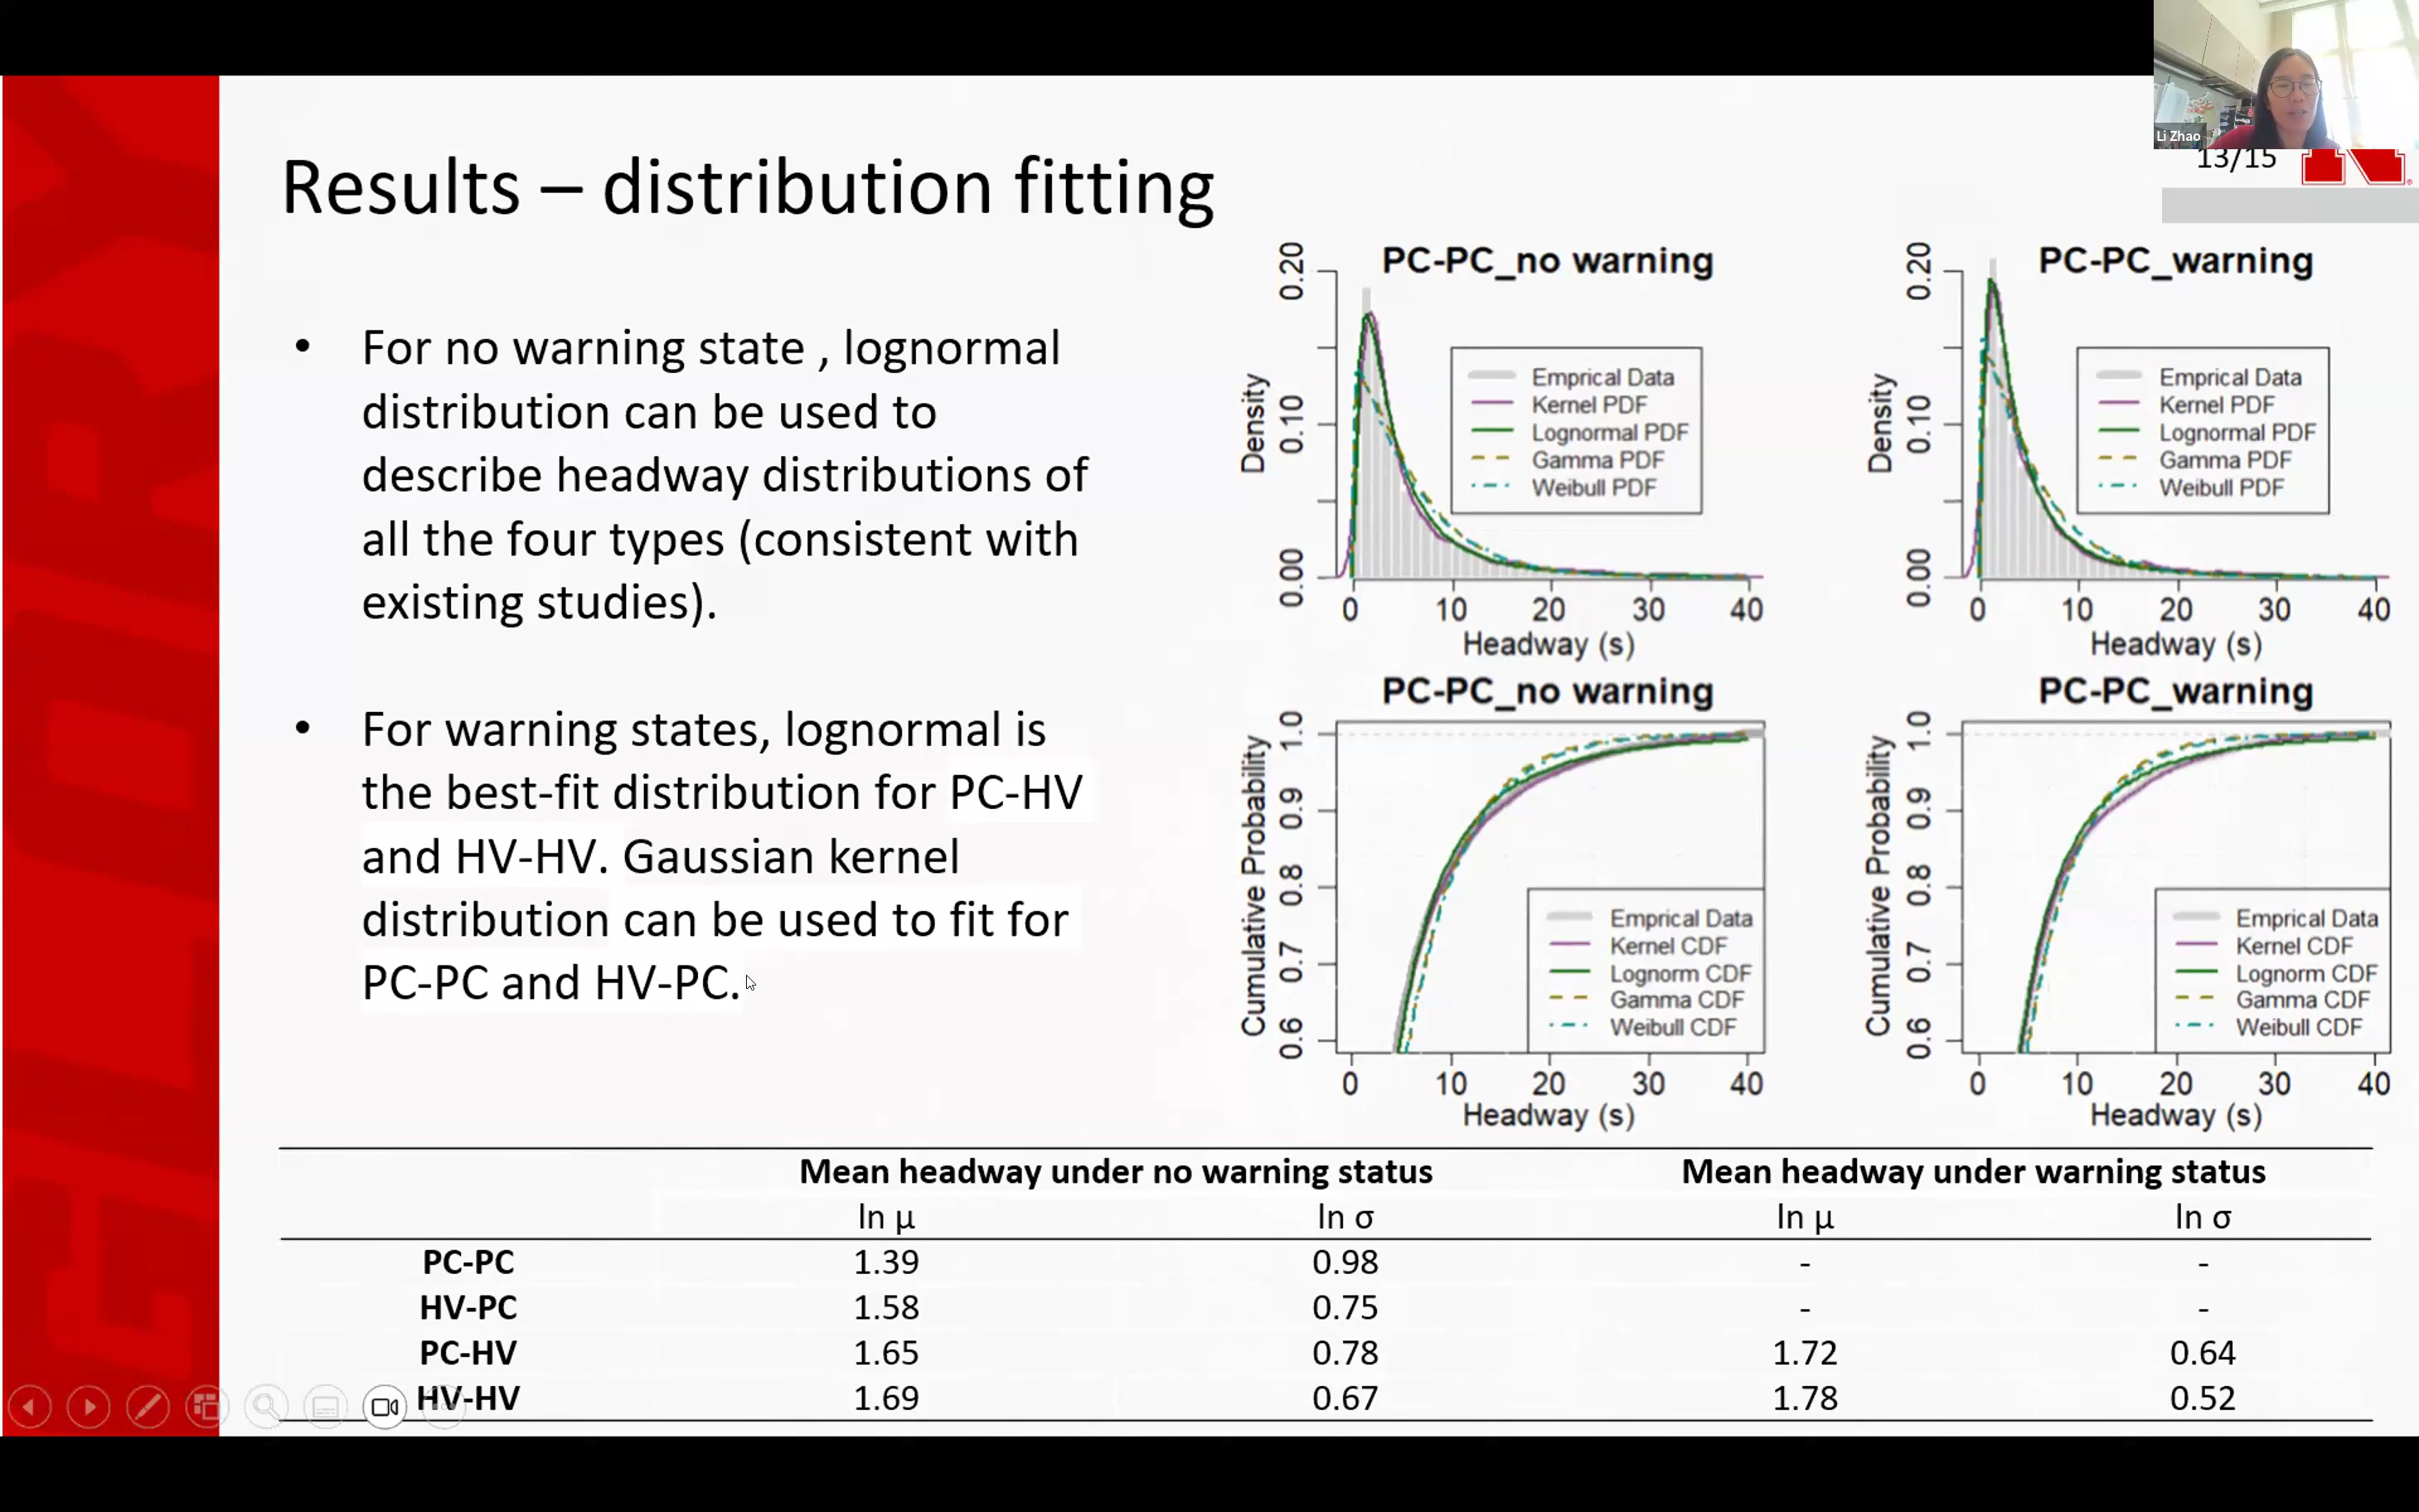 Li Zhao
13/15
Results – distribution fitting
• For no warning state , lognormal
distribution can be used to
describe headway distributions of
all the four types (consistent with
existing studies).
• For warning states, lognormal is
the best-fit distribution for PC-HV
and HV-HV. Gaussian kernel
distribution can be used to fit for
PC-PC and HV-PC.
PC-PC_no warning
Density
0.00 0.10 0.20
Emprical Data
Kernel PDF
Lognormal PDF
Gamma PDF
Weibull PDF
0 10 20 30 40
Headway (s)
PC-PC_warning
Density
0.00 0.10 0.20
Emprical Data
Kernel PDF
Lognormal PDF
Gamma PDF
Weibull PDF
0 10 20 30 40
Headway (s)
PC-PC_no warning
Cumulative Probability
0.6 0.7 0.8 0.9 1.0
Emprical Data
Kernel CDF
Lognorm CDF
Gamma CDF
Weibull CDF
0 10 20 30 40
Headway (s)
PC-PC_warning
Cumulative Probability
0.6 0.7 0.8 0.9 1.0
Emprical Data
Kernel CDF
Lognorm CDF
Gamma CDF
Weibull CDF
0 10 20 30 40
Headway (s)
Mean headway under no warning status Mean headway under warning status
ln μ ln σ ln μ ln σ
PC-PC 1.39 0.98 - -
HV-PC 1.58 0.75 - -
PC-HV 1.65 0.78 1.72 0.64
HV-HV 1.69 0.67 1.78 0.52